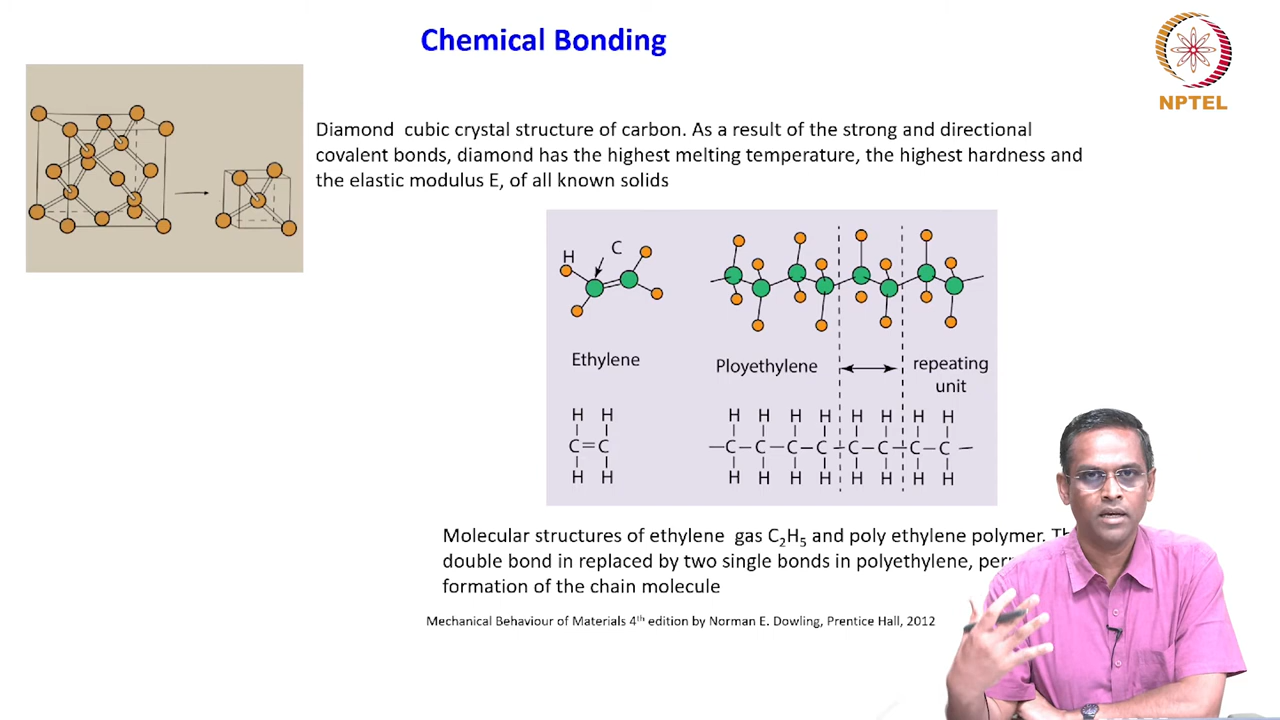 Chemical Bonding
NPTEL
Diamond cubic crystal structure of carbon. As a result of the strong and directional
covalent bonds, diamond has the highest melting temperature, the highest hardness and
the elastic modulus E, of all known solids
H C
Ethylene
Ployethylene
repeating
unit
H H
C=C
H H
H H H H H H H H
—C—C—C—C—C—C—C—C—
H H H H H H H H
Molecular structures of ethylene gas C₂H₅ and poly ethylene polymer.
double bond in replaced by two single bonds in polyethylene,
formation of the chain molecule
Mechanical Behaviour of Materials 4th edition by Norman E. Dowling, Prentice Hall, 2012